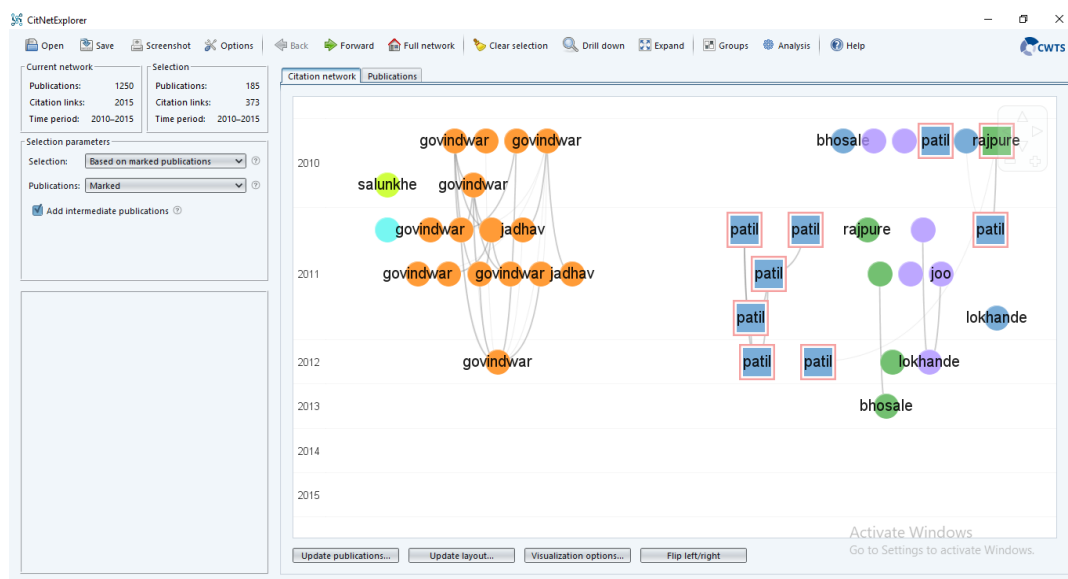 CitNetExplorer
Open Save Screenshot Options Back Forward Full network Clear selection Drill down Expand Groups Analysis Help CWTS
Current network
Publications: 1250
Citation links: 2015
Time period: 2010–2015
Selection
Publications: 185
Citation links: 373
Time period: 2010–2015
Selection parameters
Selection: Based on marked publications ?
Publications: Marked ?
Add intermediate publications ?
Citation network Publications
govindwar govindwar bhosale patil rajpure
2010
salunkhe govindwar
govindwar jadhav patil patil rajpure patil
2011 govindwar govindwar jadhav patil joo
patil lokhande
2012 govindwar patil patil lokhande
2013 bhosale
2014
2015
Update publications... Update layout... Visualization options... Flip left/right
Activate Windows
Go to Settings to activate Windows.